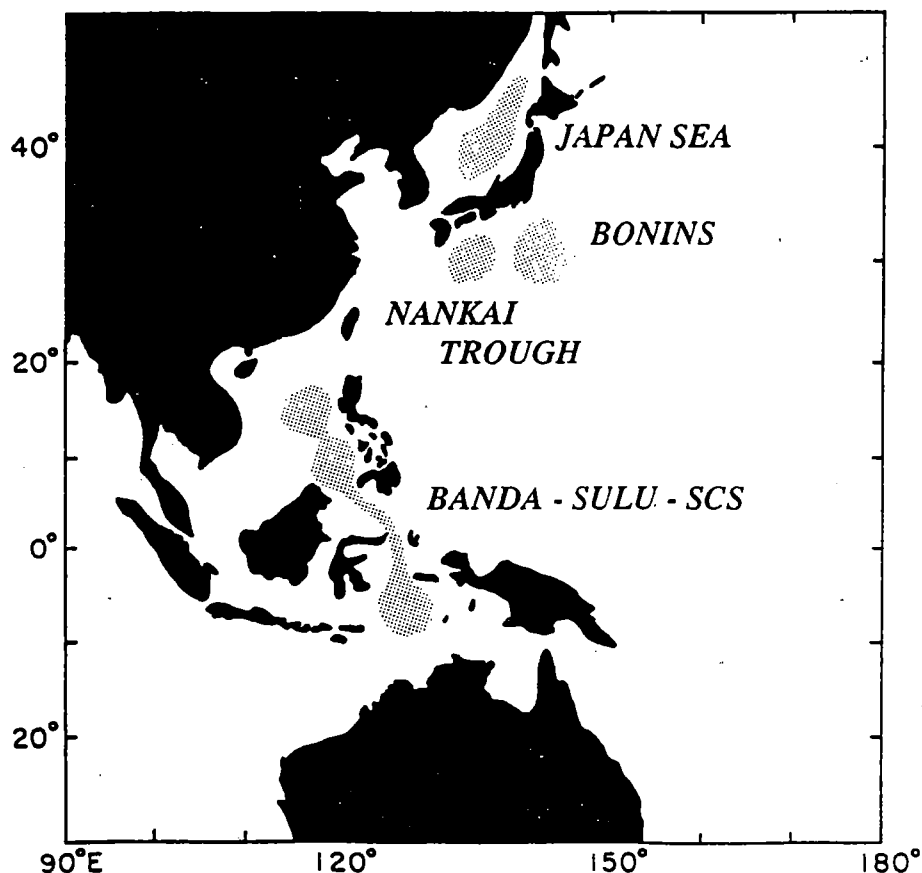 40°
JAPAN SEA
BONINS
NANKAI
TROUGH
20°
BANDA - SULU - SCS
0°
20°
90°E 120° 150° 180°